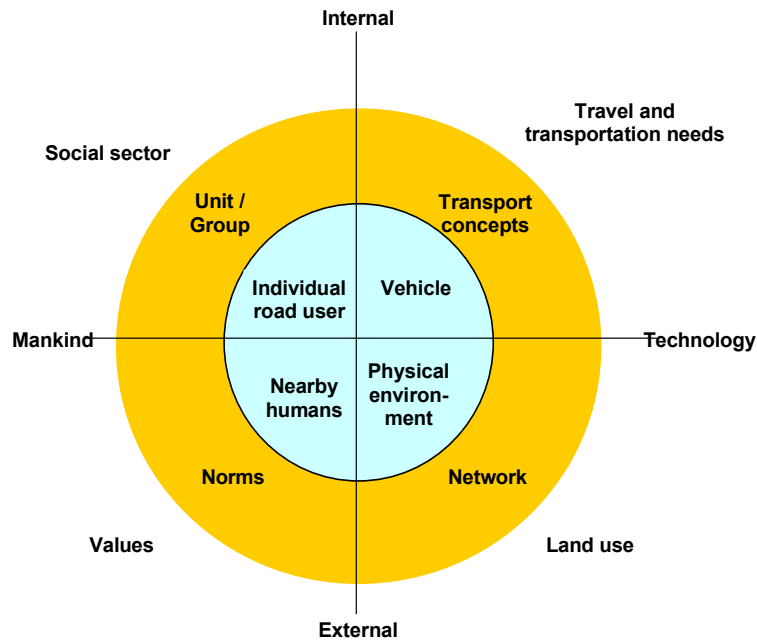 Internal
Travel and
transportation needs
Social sector
Unit /
Group
Transport
concepts
Individual
road user
Vehicle
Mankind
Technology
Nearby
humans
Physical
environ-
ment
Norms
Network
Values
Land use
External